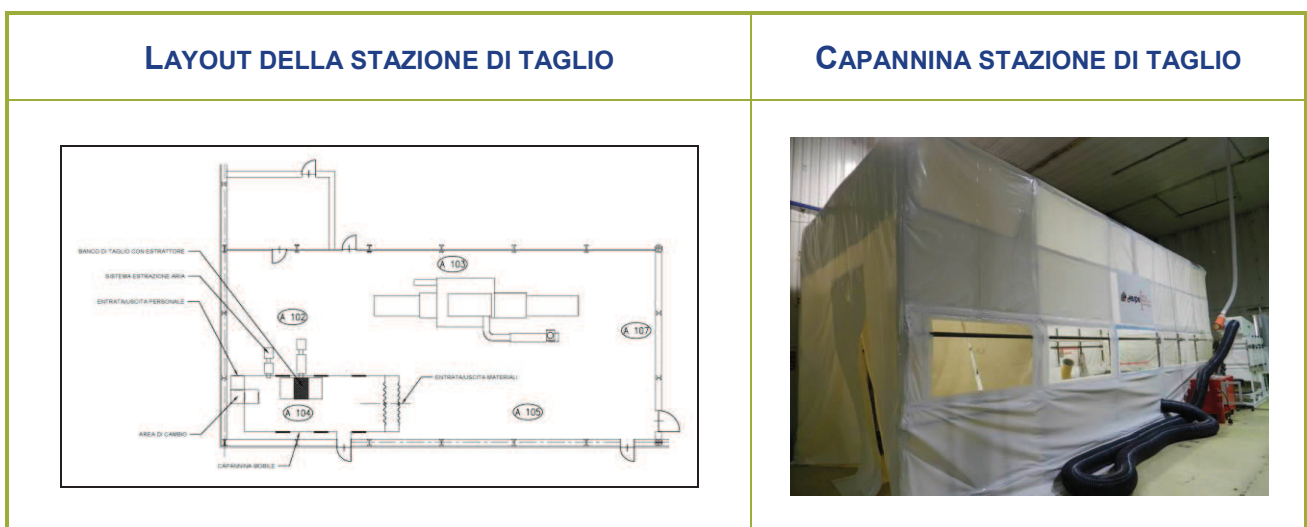 LAYOUT DELLA STAZIONE DI TAGLIO
CAPANNINA STAZIONE DI TAGLIO
BANCO DI TAGLIO CON ESTRATTORE
SISTEMA ESTRAZIONE ARIA
ENTRATA/USCITA PERSONALE
A 103
A 102
A 107
ENTRATA/USCITA MATERIALI
A 104
A 105
AREA DI CAMBIO
CAPANNINA MOBILE